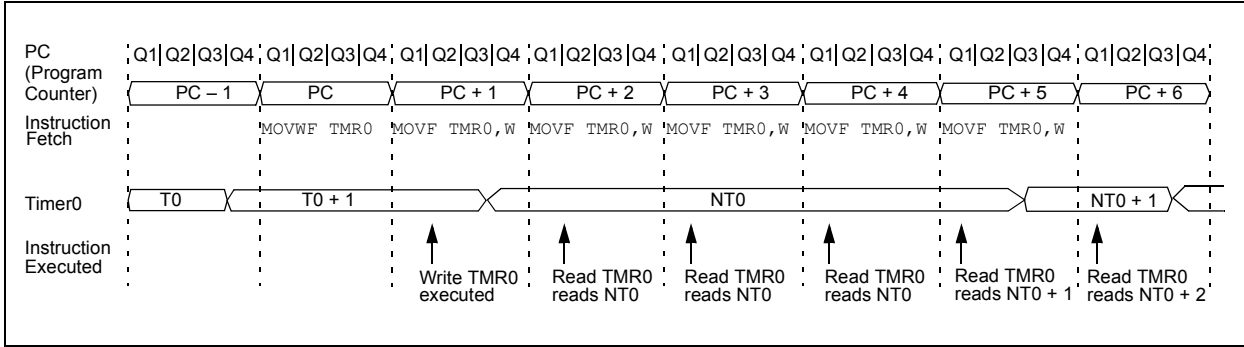 PC
(Program
Counter)
Q1 Q2 Q3 Q4 Q1 Q2 Q3 Q4 Q1 Q2 Q3 Q4 Q1 Q2 Q3 Q4 Q1 Q2 Q3 Q4 Q1 Q2 Q3 Q4 Q1 Q2 Q3 Q4 Q1 Q2 Q3 Q4
PC – 1 PC PC + 1 PC + 2 PC + 3 PC + 4 PC + 5 PC + 6
Instruction
Fetch
MOVWF TMR0 MOVF TMR0,W MOVF TMR0,W MOVF TMR0,W MOVF TMR0,W MOVF TMR0,W
Timer0
T0 T0 + 1 NT0 NT0 + 1
Instruction
Executed
Write TMR0
executed
Read TMR0
reads NT0
Read TMR0
reads NT0
Read TMR0
reads NT0
Read TMR0
reads NT0 + 1
Read TMR0
reads NT0 + 2